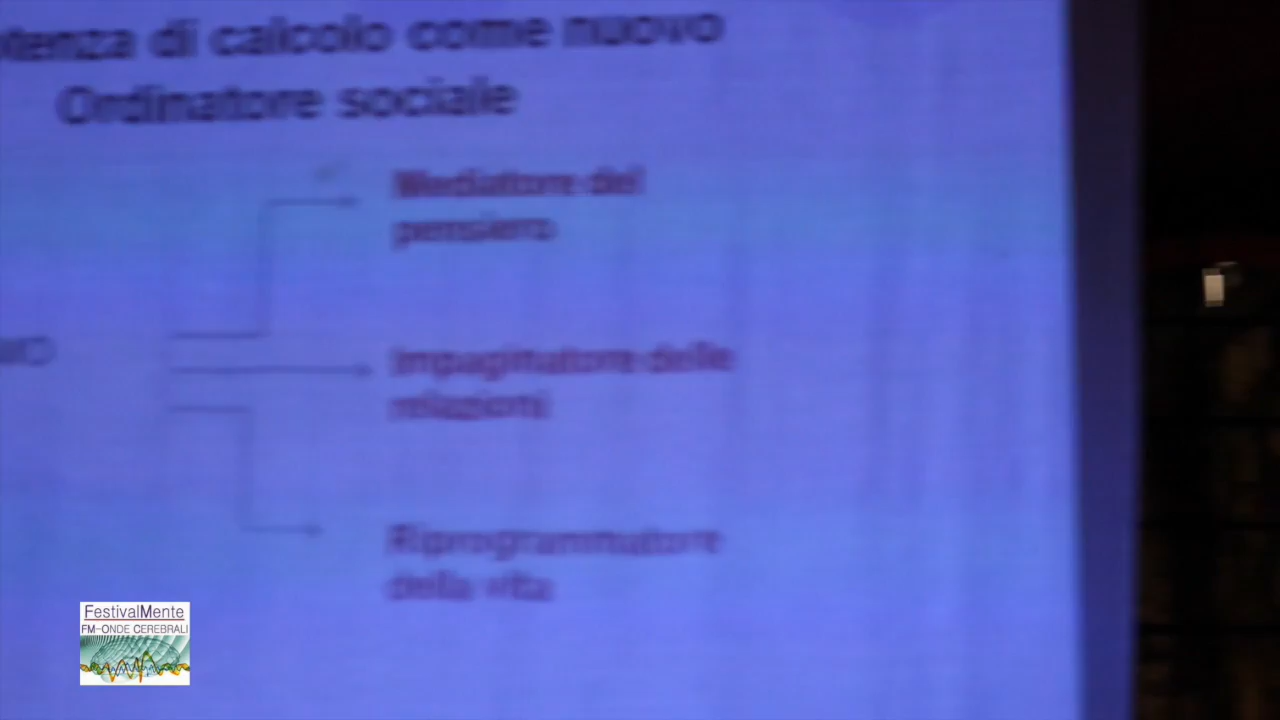 otenza di calcolo come nuovo
Ordinatore sociale
Mediatore del
pensiero
Impaginatore delle
relazioni
Riprogrammatore
della vita
FestivalMente
FM-ONDE CEREBRALI